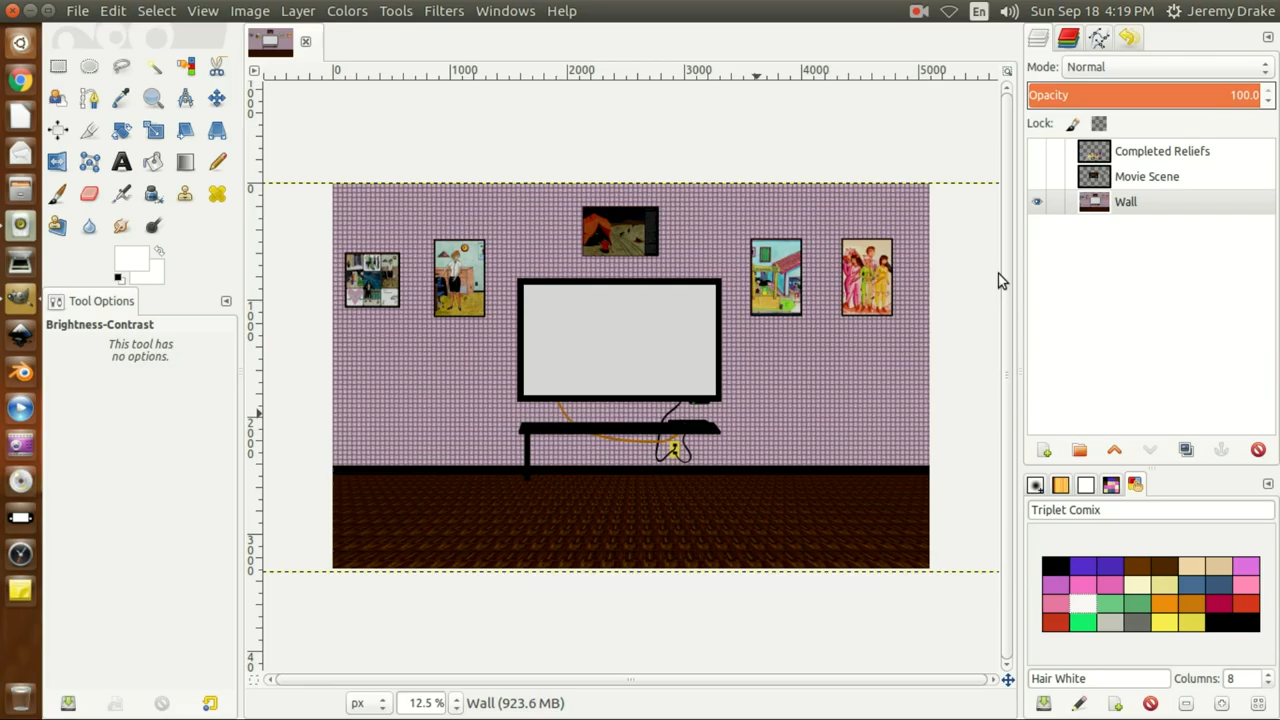 File Edit Select View Image Layer Colors Tools Filters Windows Help
En Sun Sep 18 4:19 PM Jeremy Drake
0 1000 2000 3000 4000 5000
Mode: Normal
Opacity 100.0
Lock:
Completed Reliefs
Movie Scene
Wall
Tool Options
Brightness-Contrast
This tool has
no options.
Triplet Comix
Hair White Columns: 8
px 12.5 % Wall (923.6 MB)